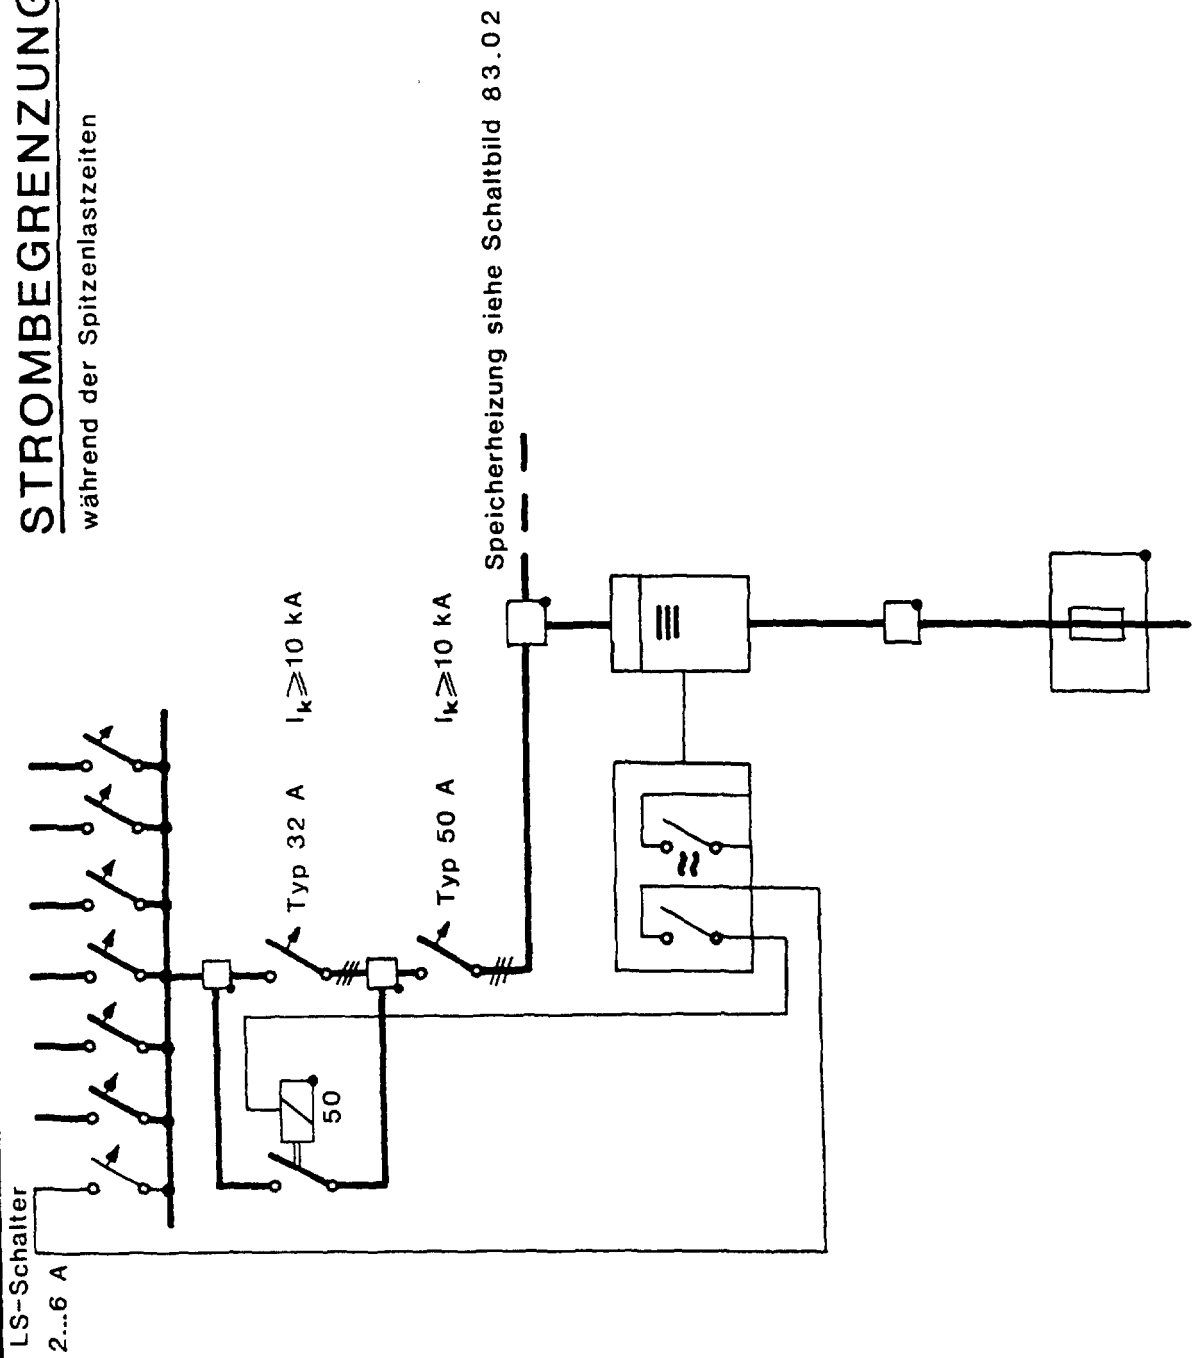 STROMBEGRENZUNG
während der Spitzenlastzeiten
LS-Schalter
2...6 A
Typ 32 A Ik≥10 kA
Typ 50 A Ik≥10 kA
50
Speicherheizung siehe Schaltbild 83.02